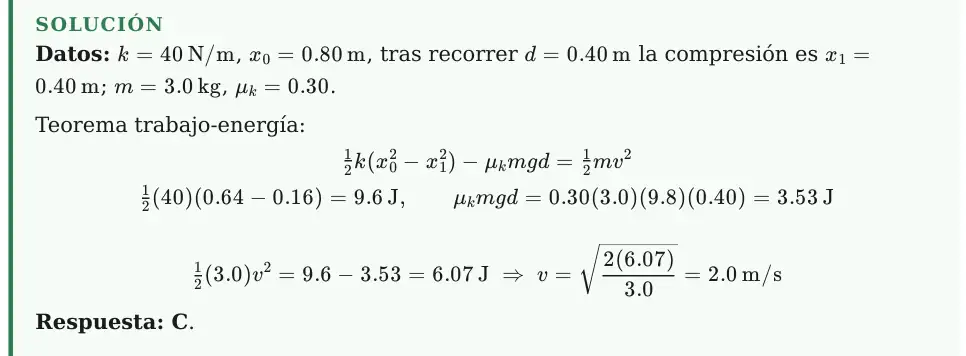 SOLUCIÓN
Datos: k = 40 N/m, x₀ = 0.80 m, tras recorrer d = 0.40 m la compresión es x₁ =
0.40 m; m = 3.0 kg, μₖ = 0.30.
Teorema trabajo-energía:
½k(x₀² − x₁²) − μₖmgd = ½mv²
½(40)(0.64 − 0.16) = 9.6 J, μₖmgd = 0.30(3.0)(9.8)(0.40) = 3.53 J
½(3.0)v² = 9.6 − 3.53 = 6.07 J ⇒ v = √(2(6.07)/3.0) = 2.0 m/s
Respuesta: C.